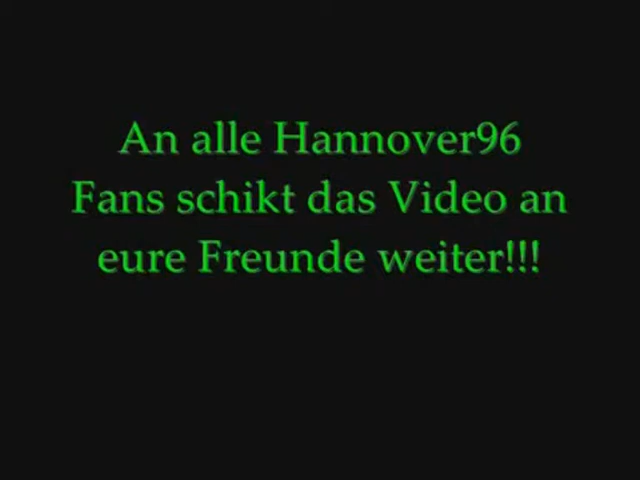 An alle Hannover96
Fans schikt das Video an
eure Freunde weiter!!!